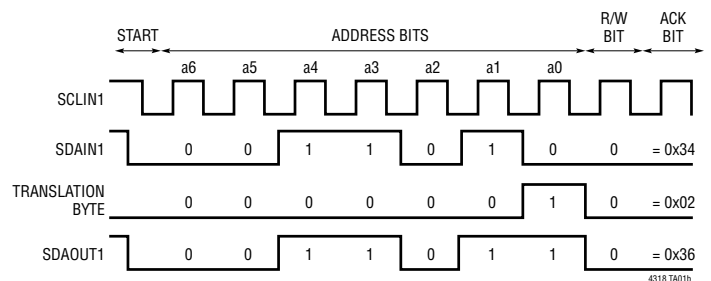 START ADDRESS BITS R/W BIT ACK BIT
a6 a5 a4 a3 a2 a1 a0
SCLIN1
SDAIN1 0 0 1 1 0 1 0 0 = 0x34
TRANSLATION BYTE 0 0 0 0 0 0 1 0 = 0x02
SDAOUT1 0 0 1 1 0 1 1 0 = 0x36
4318 TA01b